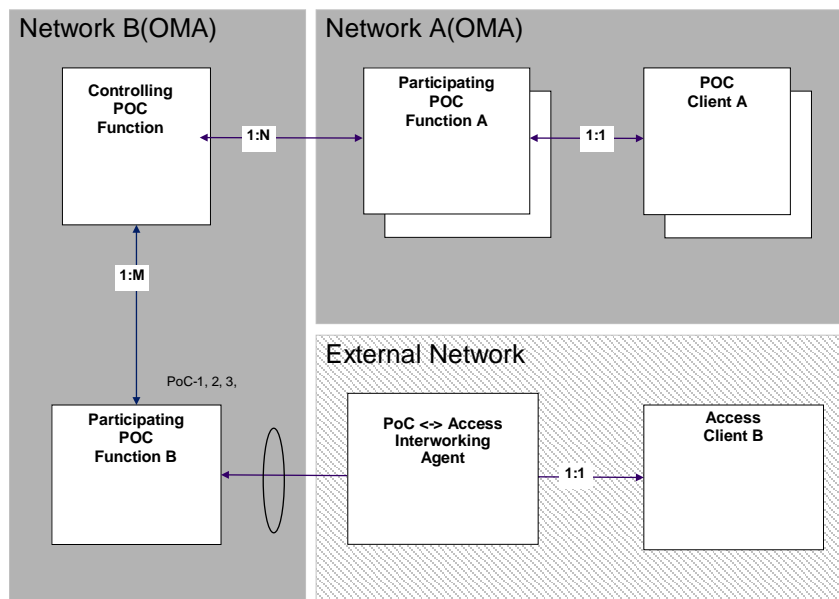 Network B(OMA)
Network A(OMA)
Controlling
POC
Function
1:N
Participating
POC
Function A
1:1
POC
Client A
1:M
PoC-1, 2, 3,
Participating
POC
Function B
External Network
PoC <-> Access
Interworking
Agent
1:1
Access
Client B